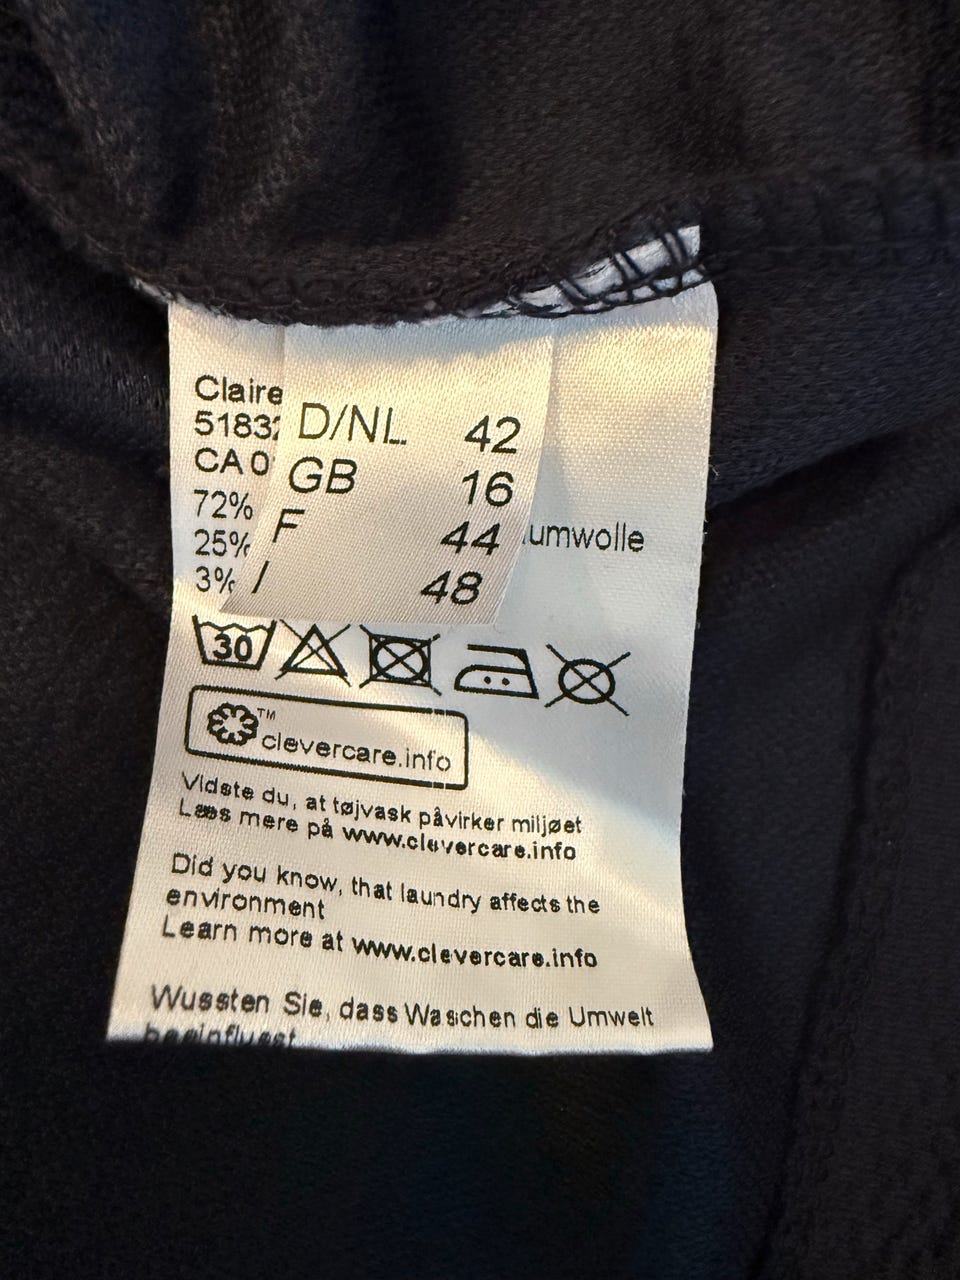 Claire
CA 0
72%
25%
3%
D/NL 42
GB 16
F 44
I 48
30
TM
clevercare.info
Vidste du, at tøjvask påvirker miljøet
Læs mere på www.clevercare.info
Did you know, that laundry affects the
environment
Learn more at www.clevercare.info
Wussten Sie, dass Waschen die Umwelt